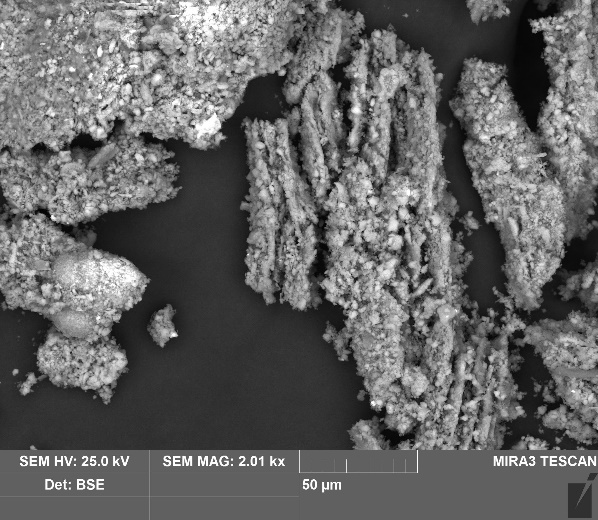 SEM HV: 25.0 kV SEM MAG: 2.01 kx MIRA3 TESCAN
Det: BSE 50 µm